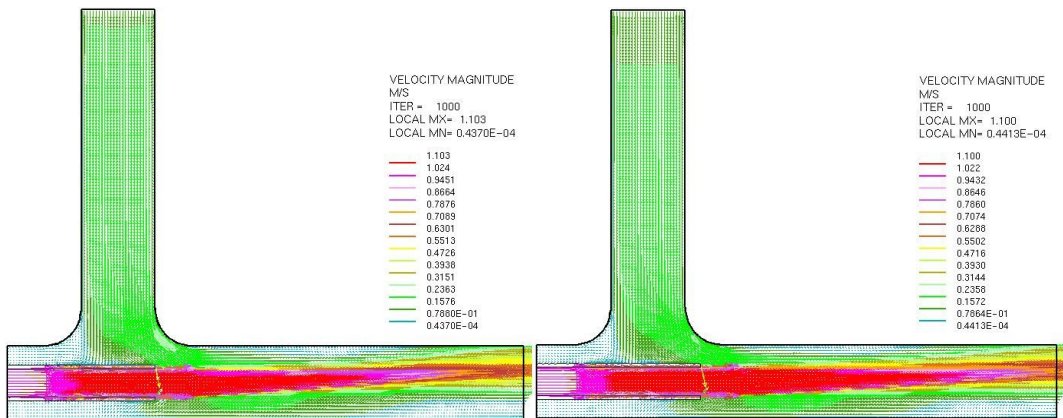 VELOCITY MAGNITUDE
M/S
ITER = 1000
LOCAL MX= 1.103
LOCAL MN= 0.4370E-04
1.103
1.024
0.9451
0.8664
0.7876
0.7089
0.6301
0.5513
0.4726
0.3938
0.3151
0.2363
0.1576
0.7880E-01
0.4370E-04
VELOCITY MAGNITUDE
M/S
ITER = 1000
LOCAL MX= 1.100
LOCAL MN= 0.4413E-04
1.100
1.022
0.9432
0.8646
0.7860
0.7074
0.6288
0.5502
0.4716
0.3930
0.3144
0.2358
0.1572
0.7864E-01
0.4413E-04